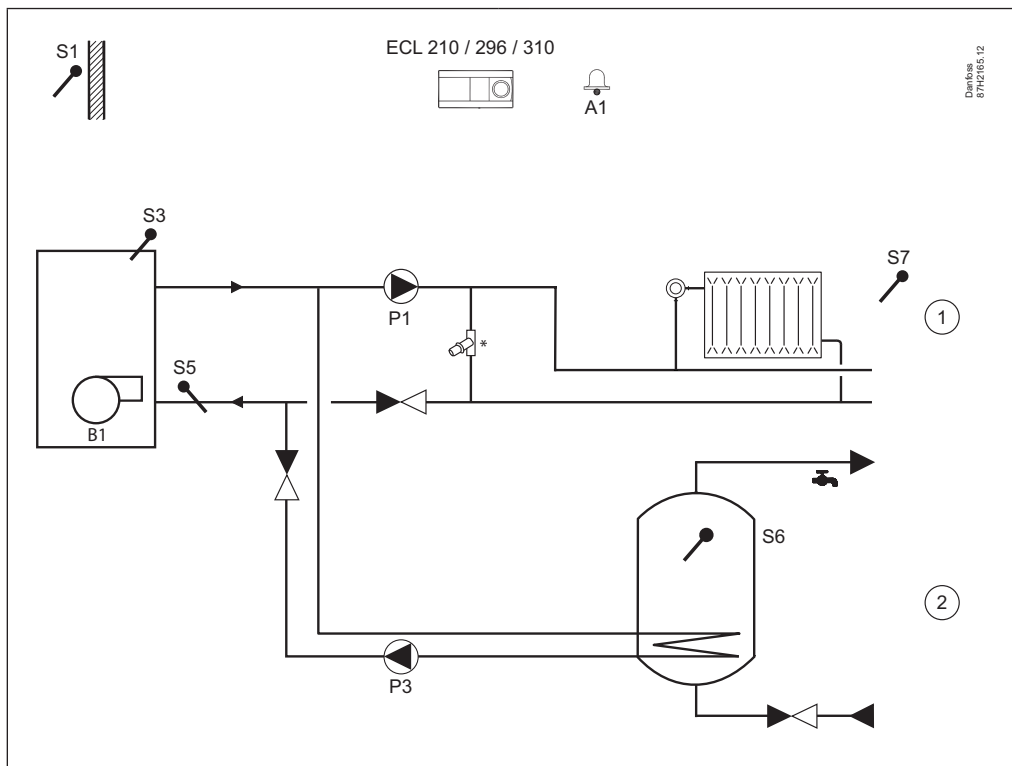 S1
ECL 210 / 296 / 310
A1
Danfoss
87H2165.12
S3
S7
P1
*
1
S5
B1
S6
2
P3